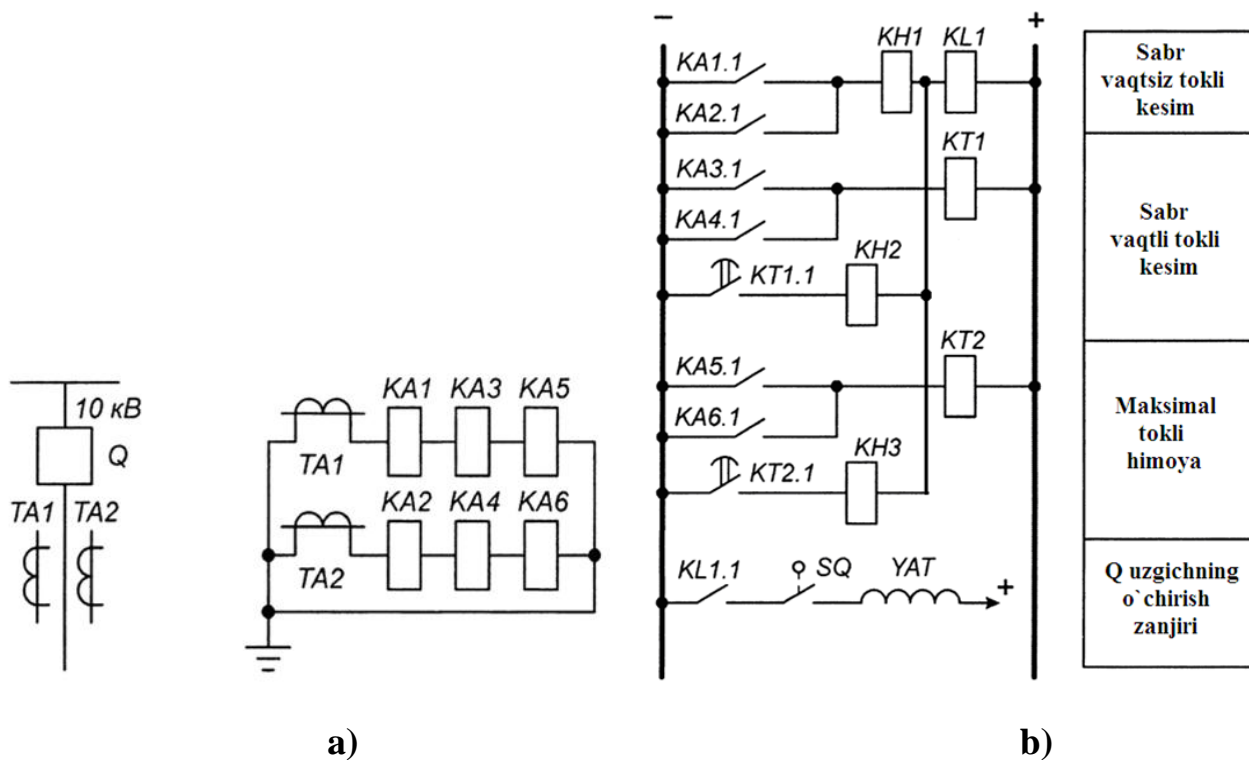 10 кВ
Q
TA1 TA2
KA1 KA3 KA5
TA1
KA2 KA4 KA6
TA2
a)
− +
KH1 KL1
KA1.1
KA2.1
KT1
KA3.1
KA4.1
KH2
KT1.1
KT2
KA5.1
KA6.1
KH3
KT2.1
KL1.1 SQ YAT
+
Sabr
vaqtsiz tokli
kesim
Sabr
vaqtli tokli
kesim
Maksimal
tokli
himoya
Q uzgichning
o`chirish
zanjiri
b)